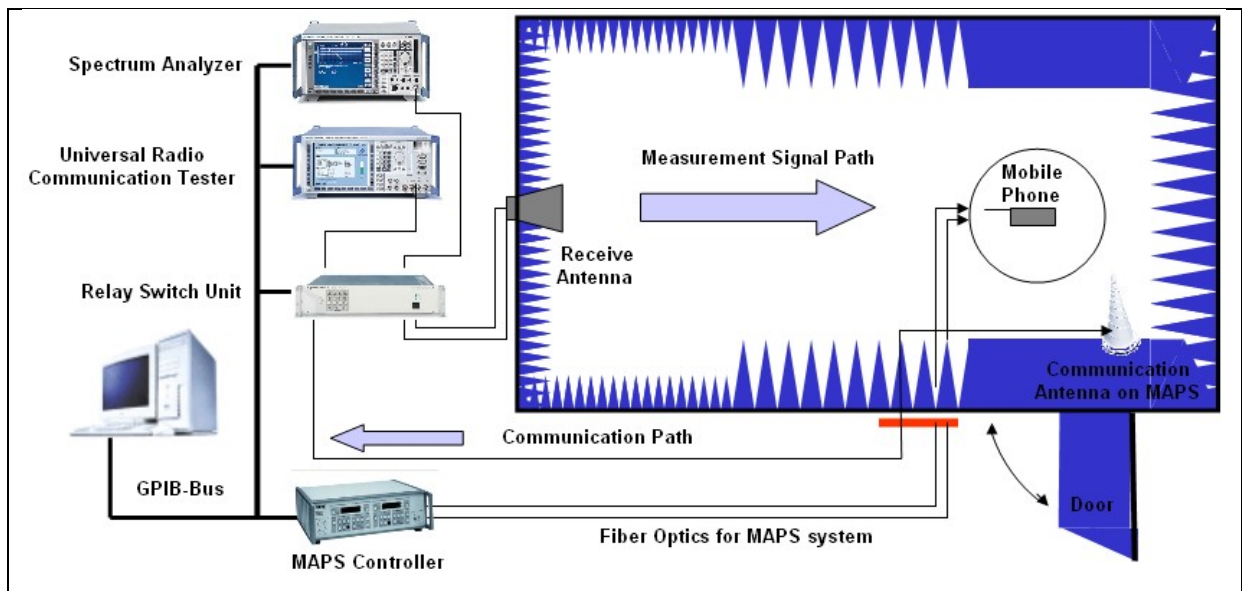 Spectrum Analyzer
Universal Radio
Communication Tester
Relay Switch Unit
GPIB-Bus
MAPS Controller
Measurement Signal Path
Receive
Antenna
Mobile
Phone
Communication
Antenna on MAPS
Communication Path
Fiber Optics for MAPS system
Door